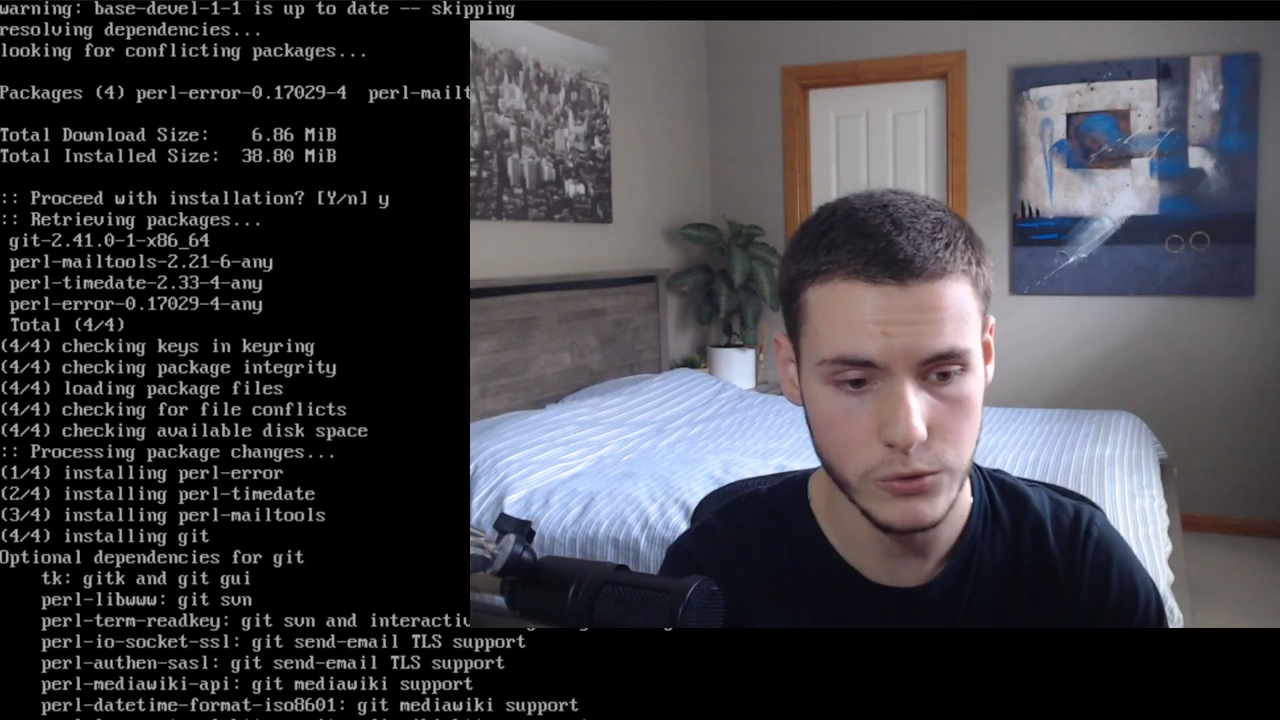 warning: base-devel-1-1 is up to date -- skipping
resolving dependencies...
looking for conflicting packages...
Packages (4) perl-error-0.17029-4 perl-mailt
Total Download Size: 6.86 MiB
Total Installed Size: 38.80 MiB
:: Proceed with installation? [Y/n] y
:: Retrieving packages...
git-2.41.0-1-x86_64
perl-mailtools-2.21-6-any
perl-timedate-2.33-4-any
perl-error-0.17029-4-any
Total (4/4)
(4/4) checking keys in keyring
(4/4) checking package integrity
(4/4) loading package files
(4/4) checking for file conflicts
(4/4) checking available disk space
:: Processing package changes...
(1/4) installing perl-error
(2/4) installing perl-timedate
(3/4) installing perl-mailtools
(4/4) installing git
Optional dependencies for git
tk: gitk and git gui
perl-libwww: git svn
perl-term-readkey: git svn and interactiv
perl-io-socket-ssl: git send-email TLS support
perl-authen-sasl: git send-email TLS support
perl-mediawiki-api: git mediawiki support
perl-datetime-format-iso8601: git mediawiki support